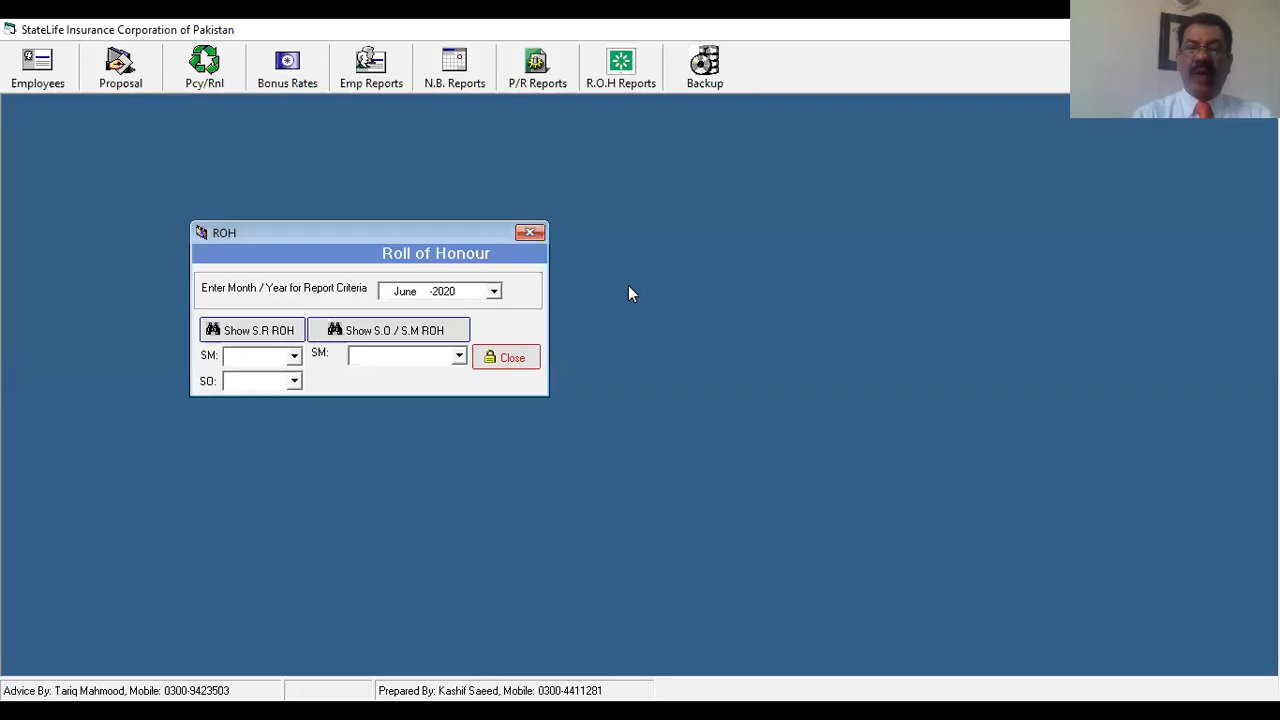 StateLife Insurance Corporation of Pakistan
Employees Proposal Pcy/Rnl Bonus Rates Emp Reports N.B. Reports P/R Reports R.O.H Reports Backup
ROH
Roll of Honour
Enter Month / Year for Report Criteria June -2020
Show S.R ROH Show S.O / S.M ROH
SM: SM: Close
SO:
Advice By: Tariq Mahmood, Mobile: 0300-9423503 Prepared By: Kashif Saeed, Mobile: 0300-4411281